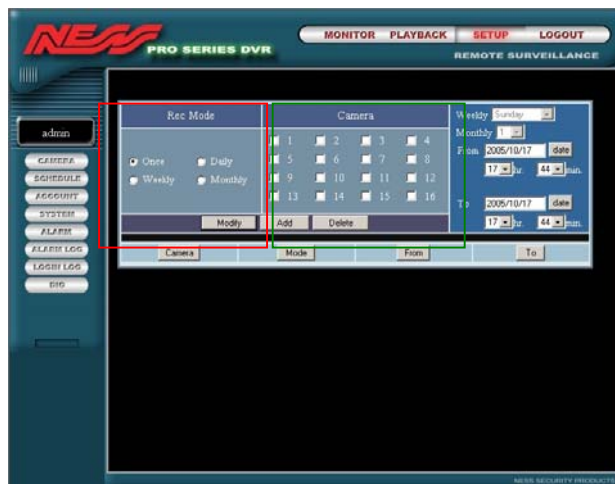 NESS
PRO SERIES DVR
MONITOR PLAYBACK SETUP LOGOUT
REMOTE SURVEILLANCE
admin
CAMERA
SCHEDULE
ACCOUNT
SYSTEM
ALARM
ALARM LOG
LOGIN LOG
DIO
Rec Mode
Once Daily
Weekly Monthly
Camera
1 2 3 4
5 6 7 8
9 10 11 12
13 14 15 16
Weekly Sunday
Monthly 1
From 2005/10/17 date
17 hr. 44 min.
To 2005/10/17 date
17 hr. 44 min.
Modify Add Delete
Camera Mode From To
NESS SECURITY PRODUCTS